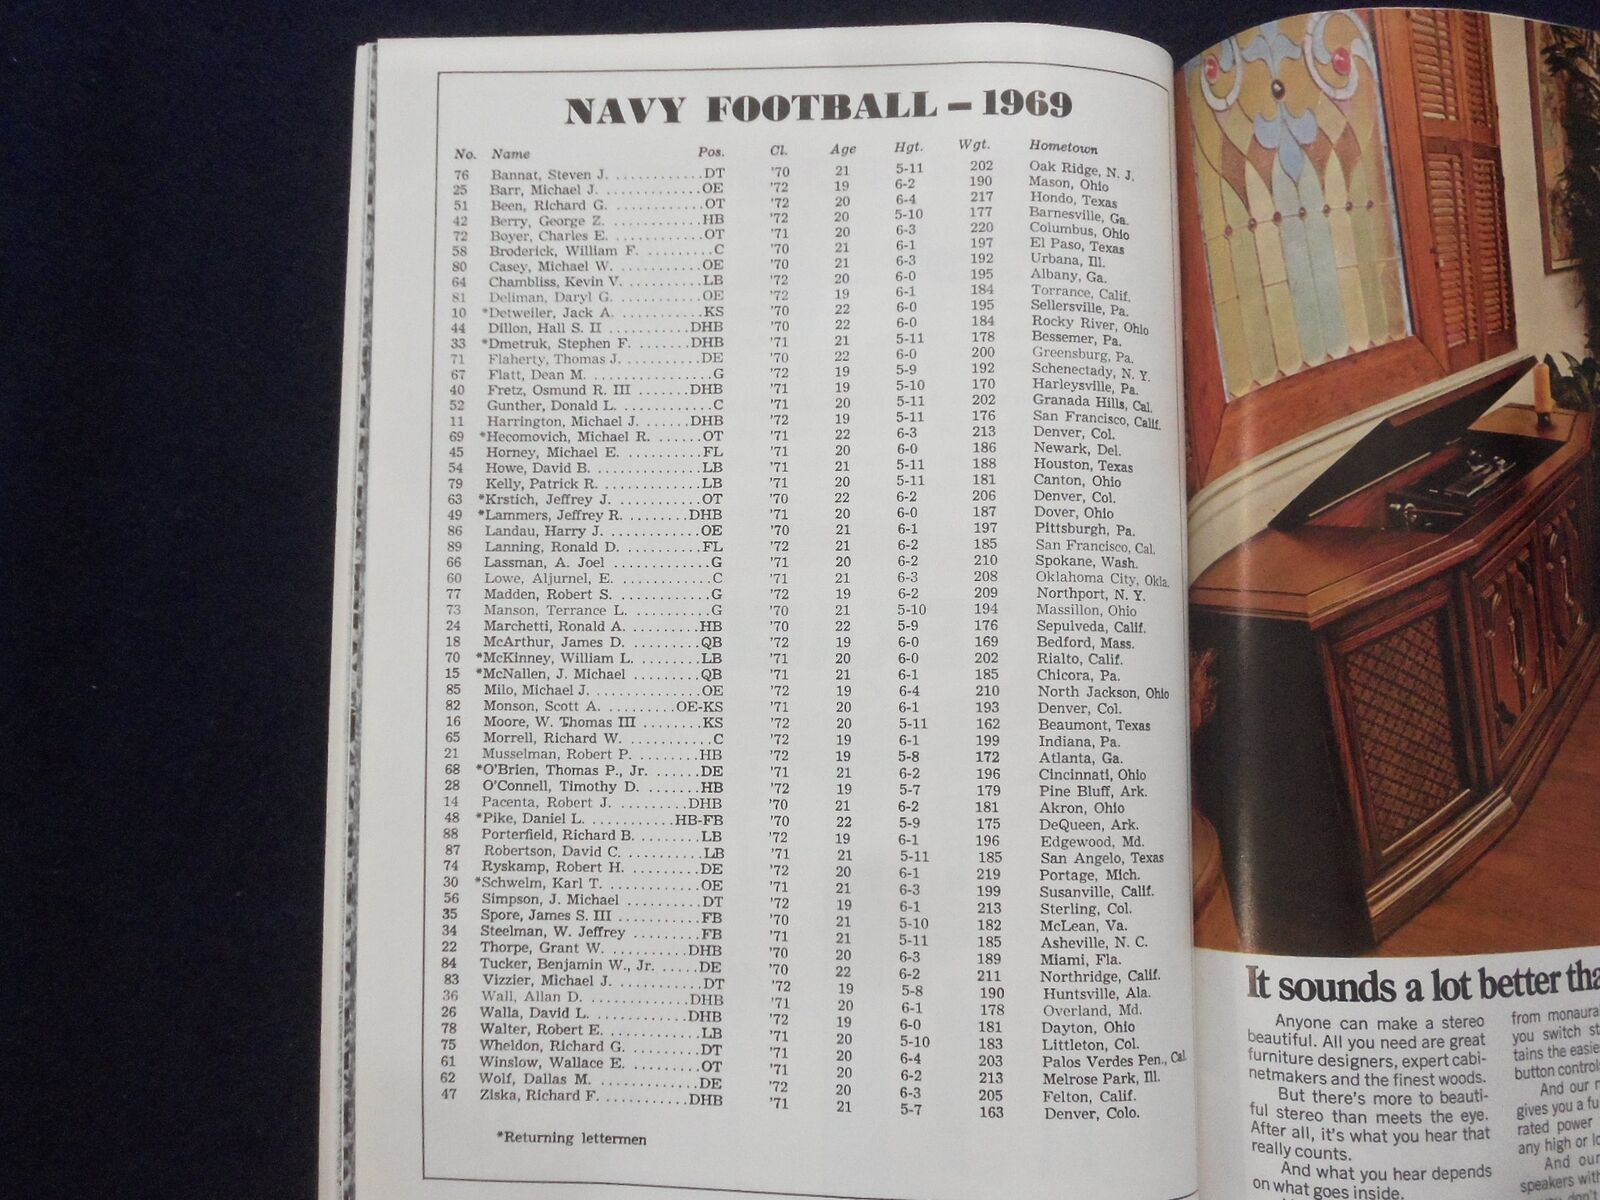 NAVY FOOTBALL – 1969
No. Name Pos. Cl. Age Hgt. Wgt. Hometown
76 Bannat, Steven J. ............DT '70 21 5-11 202 Oak Ridge, N. J.
25 Barr, Michael J. .............OE '72 19 6-2 190 Mason, Ohio
51 Been, Richard G. ............OT '72 20 6-4 217 Hondo, Texas
42 Berry, George Z. ............HB '72 20 5-10 177 Barnesville, Ga.
72 Boyer, Charles E. ............OT '71 20 6-3 220 Columbus, Ohio
58 Broderick, William F. .........C '70 21 6-1 197 El Paso, Texas
80 Casey, Michael W. ...........OE '70 21 6-3 192 Urbana, Ill.
64 Chambliss, Kevin V. ..........LB '72 20 6-0 195 Albany, Ga.
81 Deliman, Daryl G. ...........OE '72 19 6-1 184 Torrance, Calif.
10 *Detweiler, Jack A. ...........KS '70 22 6-0 195 Sellersville, Pa.
44 Dillon, Hall S. II ...........DHB '70 22 6-0 184 Rocky River, Ohio
33 *Dmetruk, Stephen F. .......DHB '71 21 5-11 178 Bessemer, Pa.
71 Flaherty, Thomas J. ..........DE '70 22 6-0 200 Greensburg, Pa.
67 Flatt, Dean M. ................G '72 19 5-9 192 Schenectady, N. Y.
40 Fretz, Osmund R. III .......DHB '71 19 5-10 170 Harleysville, Pa.
52 Gunther, Donald L. ............C '71 20 5-11 202 Granada Hills, Cal.
11 Harrington, Michael J. ......DHB '72 19 5-11 176 San Francisco, Calif.
69 *Hecomovich, Michael R. ......OT '71 22 6-3 213 Denver, Col.
45 Horney, Michael E. ...........FL '71 20 6-0 186 Newark, Del.
54 Howe, David B. ..............LB '71 21 5-11 188 Houston, Texas
79 Kelly, Patrick R. .............LB '71 20 5-11 181 Canton, Ohio
63 *Krstich, Jeffrey J. ...........OT '70 22 6-2 206 Denver, Col.
49 *Lammers, Jeffrey R. ........DHB '71 20 6-0 187 Dover, Ohio
86 Landau, Harry J. .............OE '70 21 6-1 197 Pittsburgh, Pa.
89 Lanning, Ronald D. ..........FL '72 21 6-2 185 San Francisco, Cal.
66 Lassman, A. Joel .............G '71 20 6-2 210 Spokane, Wash.
60 Lowe, Aljurnel, E. ............C '71 21 6-3 208 Oklahoma City, Okla.
77 Madden, Robert S. ............G '72 19 6-2 209 Northport, N. Y.
73 Manson, Terrance L. ..........G '70 21 5-10 194 Massillon, Ohio
24 Marchetti, Ronald A. .........HB '70 22 5-9 176 Sepulveda, Calif.
18 McArthur, James D. ..........QB '72 19 6-0 169 Bedford, Mass.
70 *McKinney, William L. ........LB '71 20 6-0 202 Rialto, Calif.
15 *McNallen, J. Michael .........QB '71 21 6-1 185 Chicora, Pa.
85 Milo, Michael J. ..............OE '72 19 6-4 210 North Jackson, Ohio
82 Monson, Scott A. .........OE-KS '71 20 6-1 193 Denver, Col.
16 Moore, W. Thomas III ........KS '72 20 5-11 162 Beaumont, Texas
65 Morrell, Richard W. ...........C '72 19 6-1 199 Indiana, Pa.
21 Musselman, Robert P. ........HB '72 19 5-8 172 Atlanta, Ga.
68 *O'Brien, Thomas P., Jr. ......DE '71 21 6-2 196 Cincinnati, Ohio
28 O'Connell, Timothy D. .......HB '72 19 5-7 179 Pine Bluff, Ark.
14 Pacenta, Robert J. ..........DHB '70 21 6-2 181 Akron, Ohio
48 *Pike, Daniel L. ...........HB-FB '70 22 5-9 175 DeQueen, Ark.
88 Porterfield, Richard B. ........LB '72 19 6-1 196 Edgewood, Md.
87 Robertson, David C. ..........LB '71 21 5-11 185 San Angelo, Texas
74 Ryskamp, Robert H. ..........DE '72 20 6-1 219 Portage, Mich.
30 *Schwelm, Karl T. ............OE '71 21 6-3 199 Susanville, Calif.
56 Simpson, J. Michael ..........DT '72 19 6-1 213 Sterling, Col.
35 Spore, James S. III ...........FB '70 21 5-10 182 McLean, Va.
34 Steelman, W. Jeffrey .........FB '71 21 5-11 185 Asheville, N. C.
22 Thorpe, Grant W. ..........DHB '70 20 6-3 189 Miami, Fla.
84 Tucker, Benjamin W., Jr. .....DE '70 22 6-2 211 Northridge, Calif.
83 Vizzier, Michael J. ............DT '72 19 5-8 190 Huntsville, Ala.
36 Wall, Allan D. ..............DHB '71 20 6-1 178 Overland, Md.
26 Walla, David L. .............DHB '72 19 6-0 181 Dayton, Ohio
78 Walter, Robert E. ............LB '71 20 5-10 183 Littleton, Col.
75 Wheldon, Richard G. .........DT '71 20 6-4 203 Palos Verdes Pen., Cal.
61 Winslow, Wallace E. ..........OT '71 20 6-2 213 Melrose Park, Ill.
62 Wolf, Dallas M. ..............DE '72 20 6-3 205 Felton, Calif.
47 Ziska, Richard F. ...........DHB '71 21 5-7 163 Denver, Colo.
*Returning lettermen
It sounds a lot better tha
Anyone can make a stereo
beautiful. All you need are great
furniture designers, expert cabi-
netmakers and the finest woods.
But there's more to beauti-
ful stereo than meets the eye.
After all, it's what you hear that
really counts.
And what you hear depends
on what goes inside.
from monaura
you switch st
tains the easie
button control
And our
gives you a fu
rated power
any high or lo
And our
speakers with